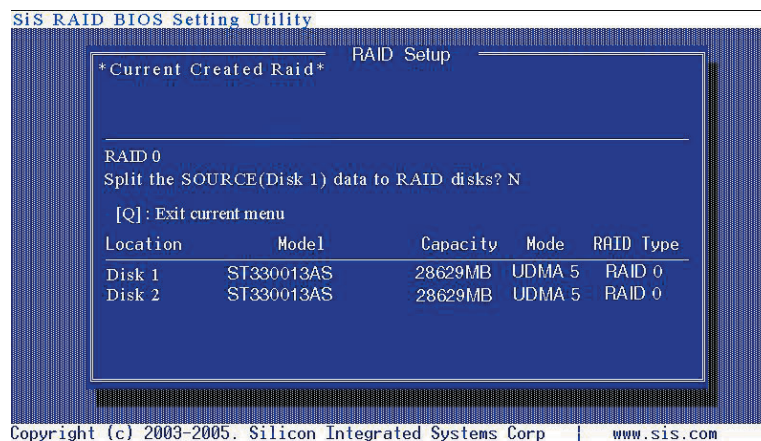 SiS RAID BIOS Setting Utility
RAID Setup
*Current Created Raid*
RAID 0
Split the SOURCE(Disk 1) data to RAID disks? N
[Q] : Exit current menu
Location Model Capacity Mode RAID Type
Disk 1 ST330013AS 28629MB UDMA 5 RAID 0
Disk 2 ST330013AS 28629MB UDMA 5 RAID 0
Copyright (c) 2003-2005. Silicon Integrated Systems Corp | www.sis.com